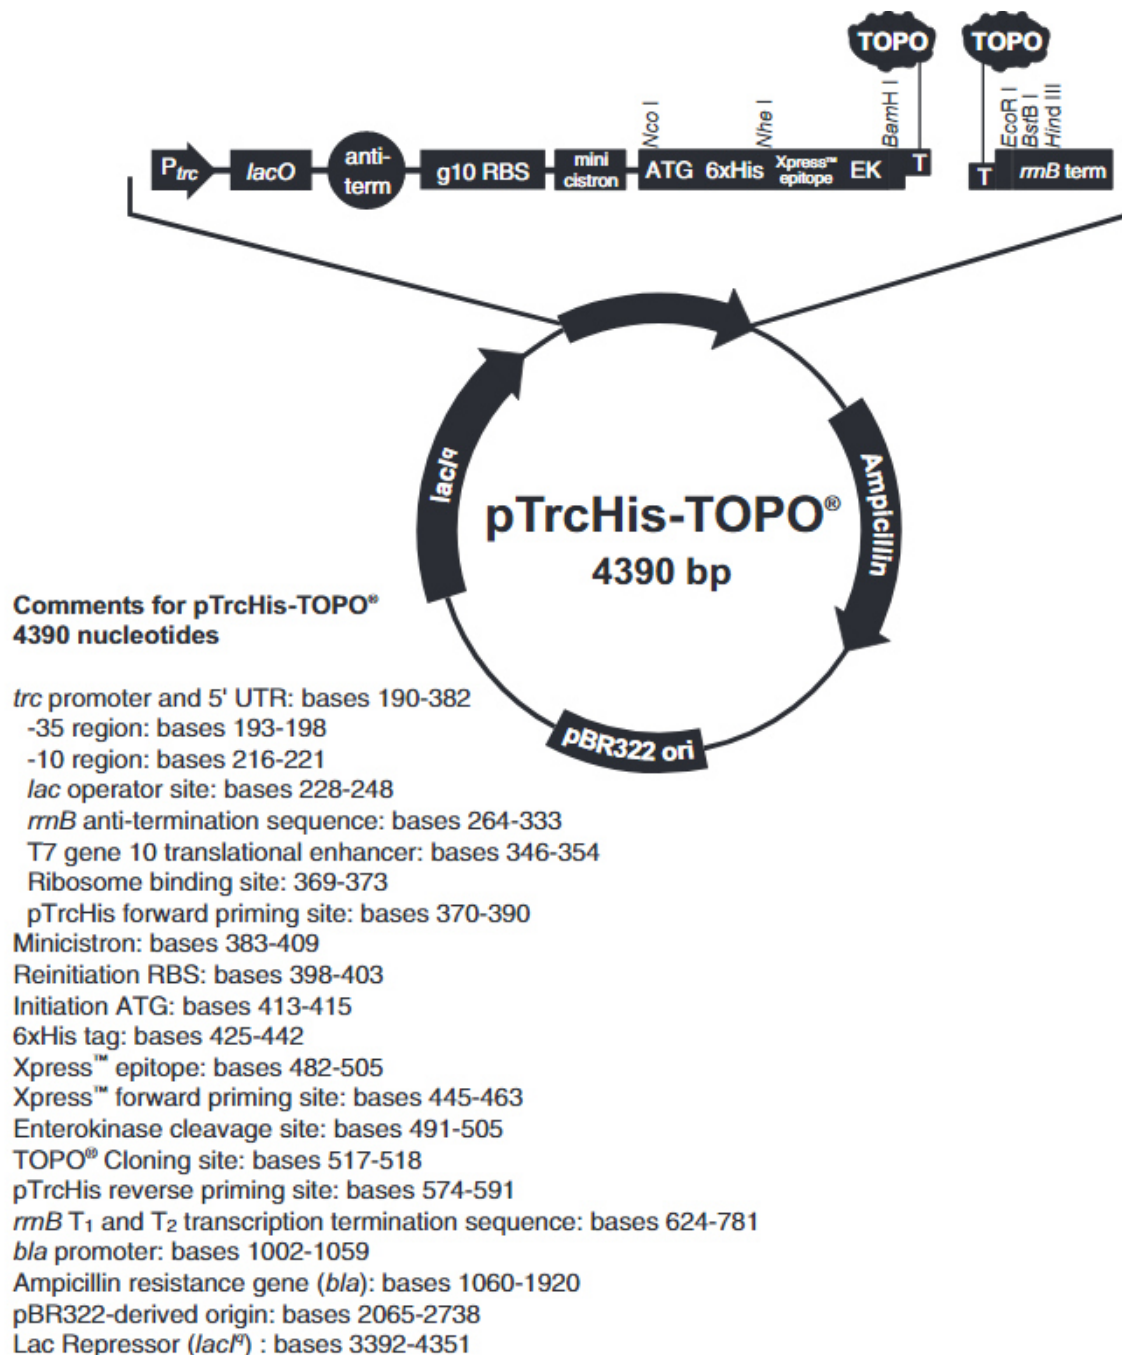 TOPO TOPO
Nco I
Nhe I
BamH I
EcoR I
BstB I
Hind III
Ptrc
lacO
anti-
term
g10 RBS
mini
cistron
ATG 6xHis Xpress™
epitope EK T
T rrnB term
lacIq
Ampicillin
pTrcHis-TOPO®
4390 bp
pBR322 ori
Comments for pTrcHis-TOPO®
4390 nucleotides
trc promoter and 5' UTR: bases 190-382
-35 region: bases 193-198
-10 region: bases 216-221
lac operator site: bases 228-248
rrnB anti-termination sequence: bases 264-333
T7 gene 10 translational enhancer: bases 346-354
Ribosome binding site: 369-373
pTrcHis forward priming site: bases 370-390
Minicistron: bases 383-409
Reinitiation RBS: bases 398-403
Initiation ATG: bases 413-415
6xHis tag: bases 425-442
Xpress™ epitope: bases 482-505
Xpress™ forward priming site: bases 445-463
Enterokinase cleavage site: bases 491-505
TOPO® Cloning site: bases 517-518
pTrcHis reverse priming site: bases 574-591
rrnB T1 and T2 transcription termination sequence: bases 624-781
bla promoter: bases 1002-1059
Ampicillin resistance gene (bla): bases 1060-1920
pBR322-derived origin: bases 2065-2738
Lac Repressor (lacIq) : bases 3392-4351